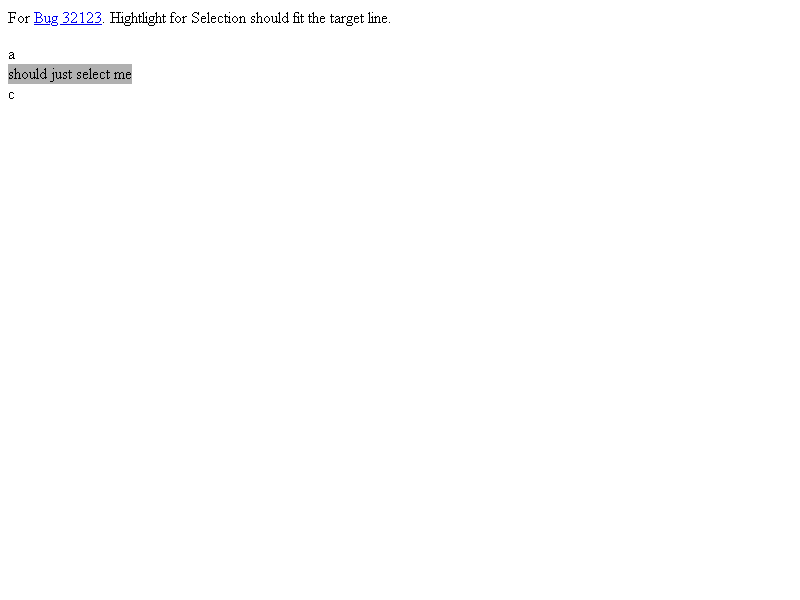 For Bug 32123. Hightlight for Selection should fit the target line.
a
should just select me
c